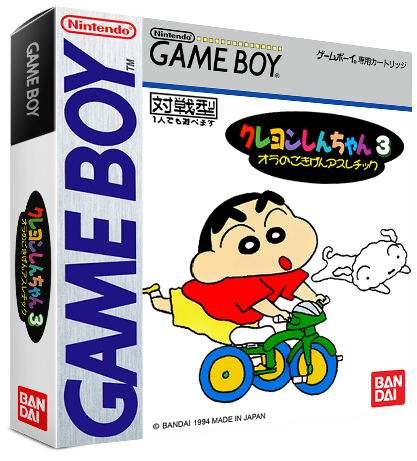 GAME BOY
クレヨンしんちゃん3
オラのごきげんアスレチック
BAN
DAI
Nintendo
GAME BOY
TM
Nintendo
GAME BOY®
ゲームボーイ®専用カートリッジ
対戦型
1人でも遊べます
クレヨンしんちゃん3
オラのごきげんアスレチック
© BANDAI 1994 MADE IN JAPAN
BAN
DAI